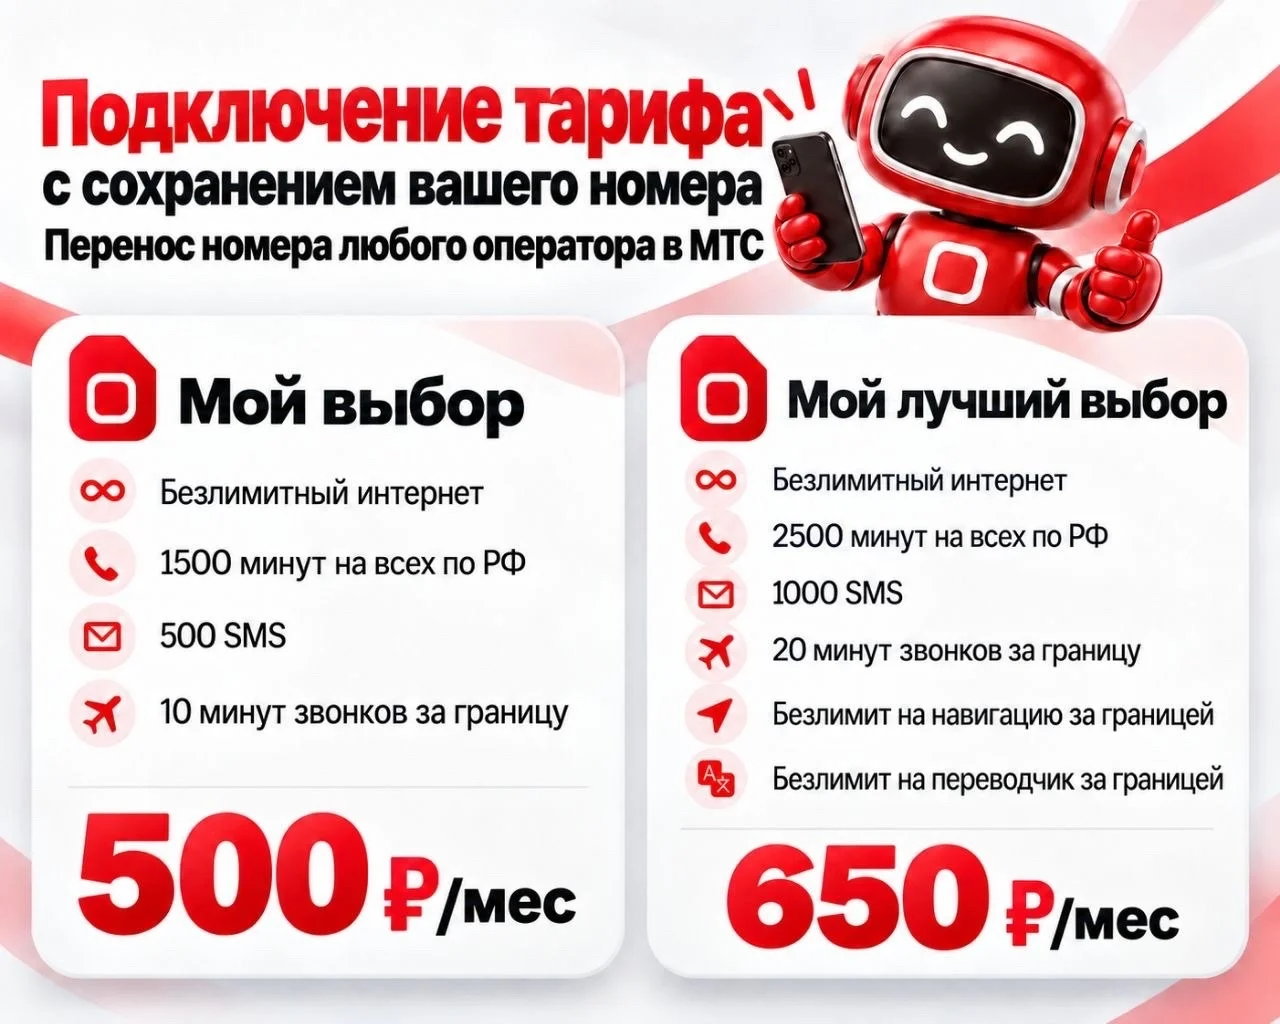 Подключение тарифа
с сохранением вашего номера
Перенос номера любого оператора в МТС
Мой выбор
Безлимитный интернет
1500 минут на всех по РФ
500 SMS
10 минут звонков за границу
500 ₽/мес
Мой лучший выбор
Безлимитный интернет
2500 минут на всех по РФ
1000 SMS
20 минут звонков за границу
Безлимит на навигацию за границей
A文
Безлимит на переводчик за границей
650 ₽/мес